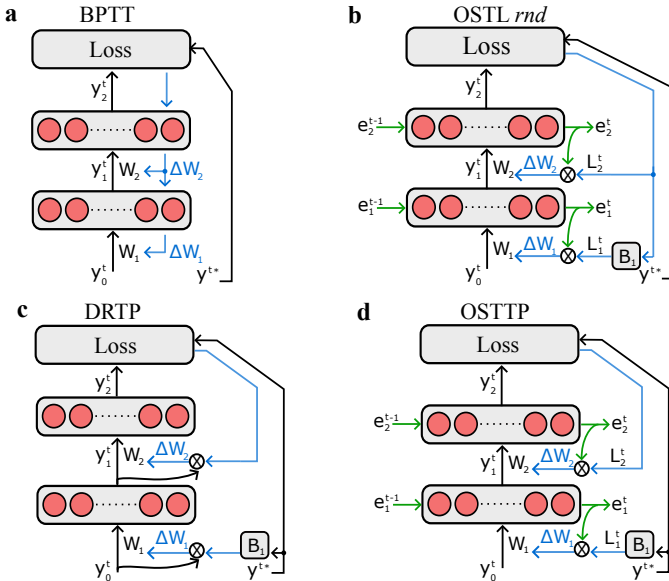 a
BPTT
Loss
y₂ᵗ
y₁ᵗ
W₂
ΔW₂
W₁
ΔW₁
y₀ᵗ
yᵗ*
b
OSTL rnd
Loss
y₂ᵗ
e₂ᵗ⁻¹
e₂ᵗ
y₁ᵗ
W₂
ΔW₂
L₂ᵗ
e₁ᵗ⁻¹
e₁ᵗ
W₁
ΔW₁
L₁ᵗ
B₁
y₀ᵗ
yᵗ*
c
DRTP
Loss
y₂ᵗ
y₁ᵗ
W₂
ΔW₂
W₁
ΔW₁
B₁
y₀ᵗ
yᵗ*
d
OSTTP
Loss
y₂ᵗ
e₂ᵗ⁻¹
e₂ᵗ
y₁ᵗ
W₂
ΔW₂
L₂ᵗ
e₁ᵗ⁻¹
e₁ᵗ
W₁
ΔW₁
L₁ᵗ
B₁
y₀ᵗ
yᵗ*